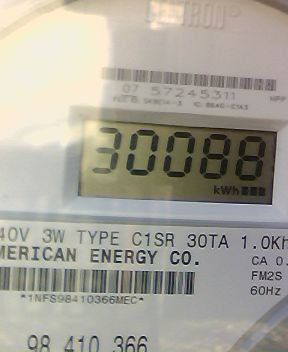 CENTRON®
07 57245311
30088
kWh
40V 3W TYPE C1SR 30TA 1.0Kh
MERICAN ENERGY CO.
CA 0.
FM2S
*1NFS98410366MEC*
60Hz
98 410 366